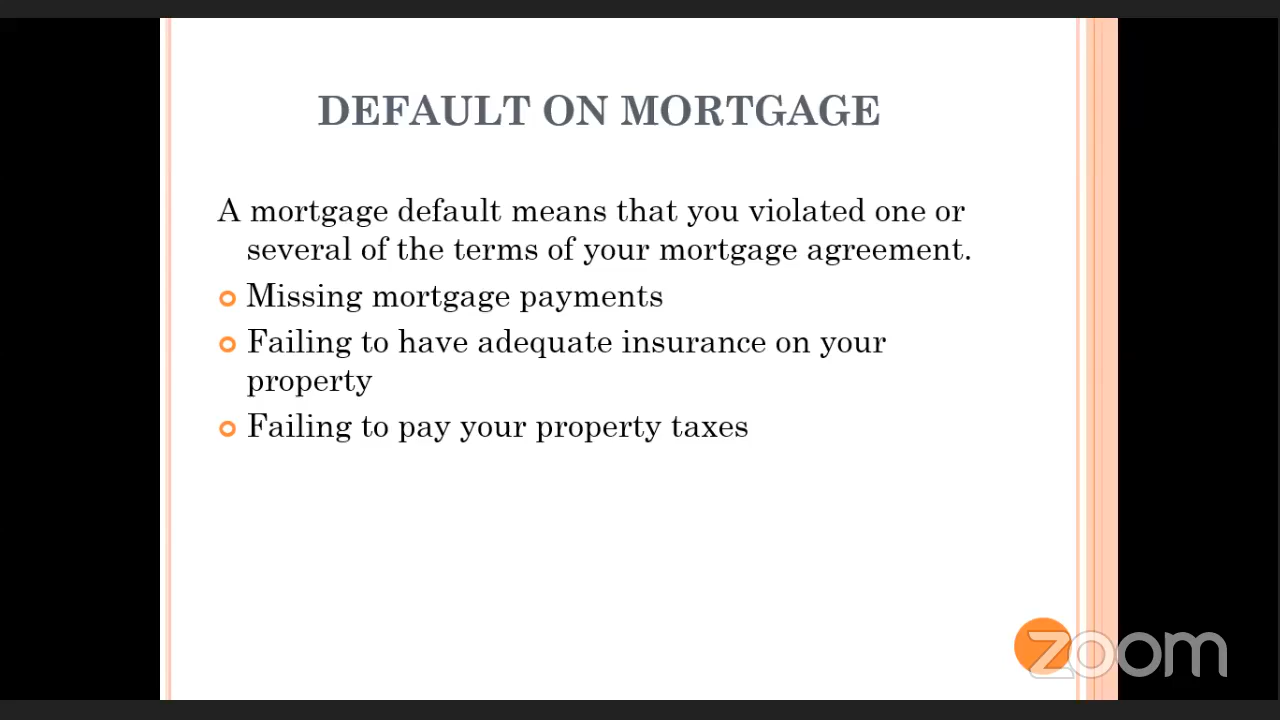 DEFAULT ON MORTGAGE
A mortgage default means that you violated one or
several of the terms of your mortgage agreement.
Missing mortgage payments
Failing to have adequate insurance on your
property
Failing to pay your property taxes
zoom